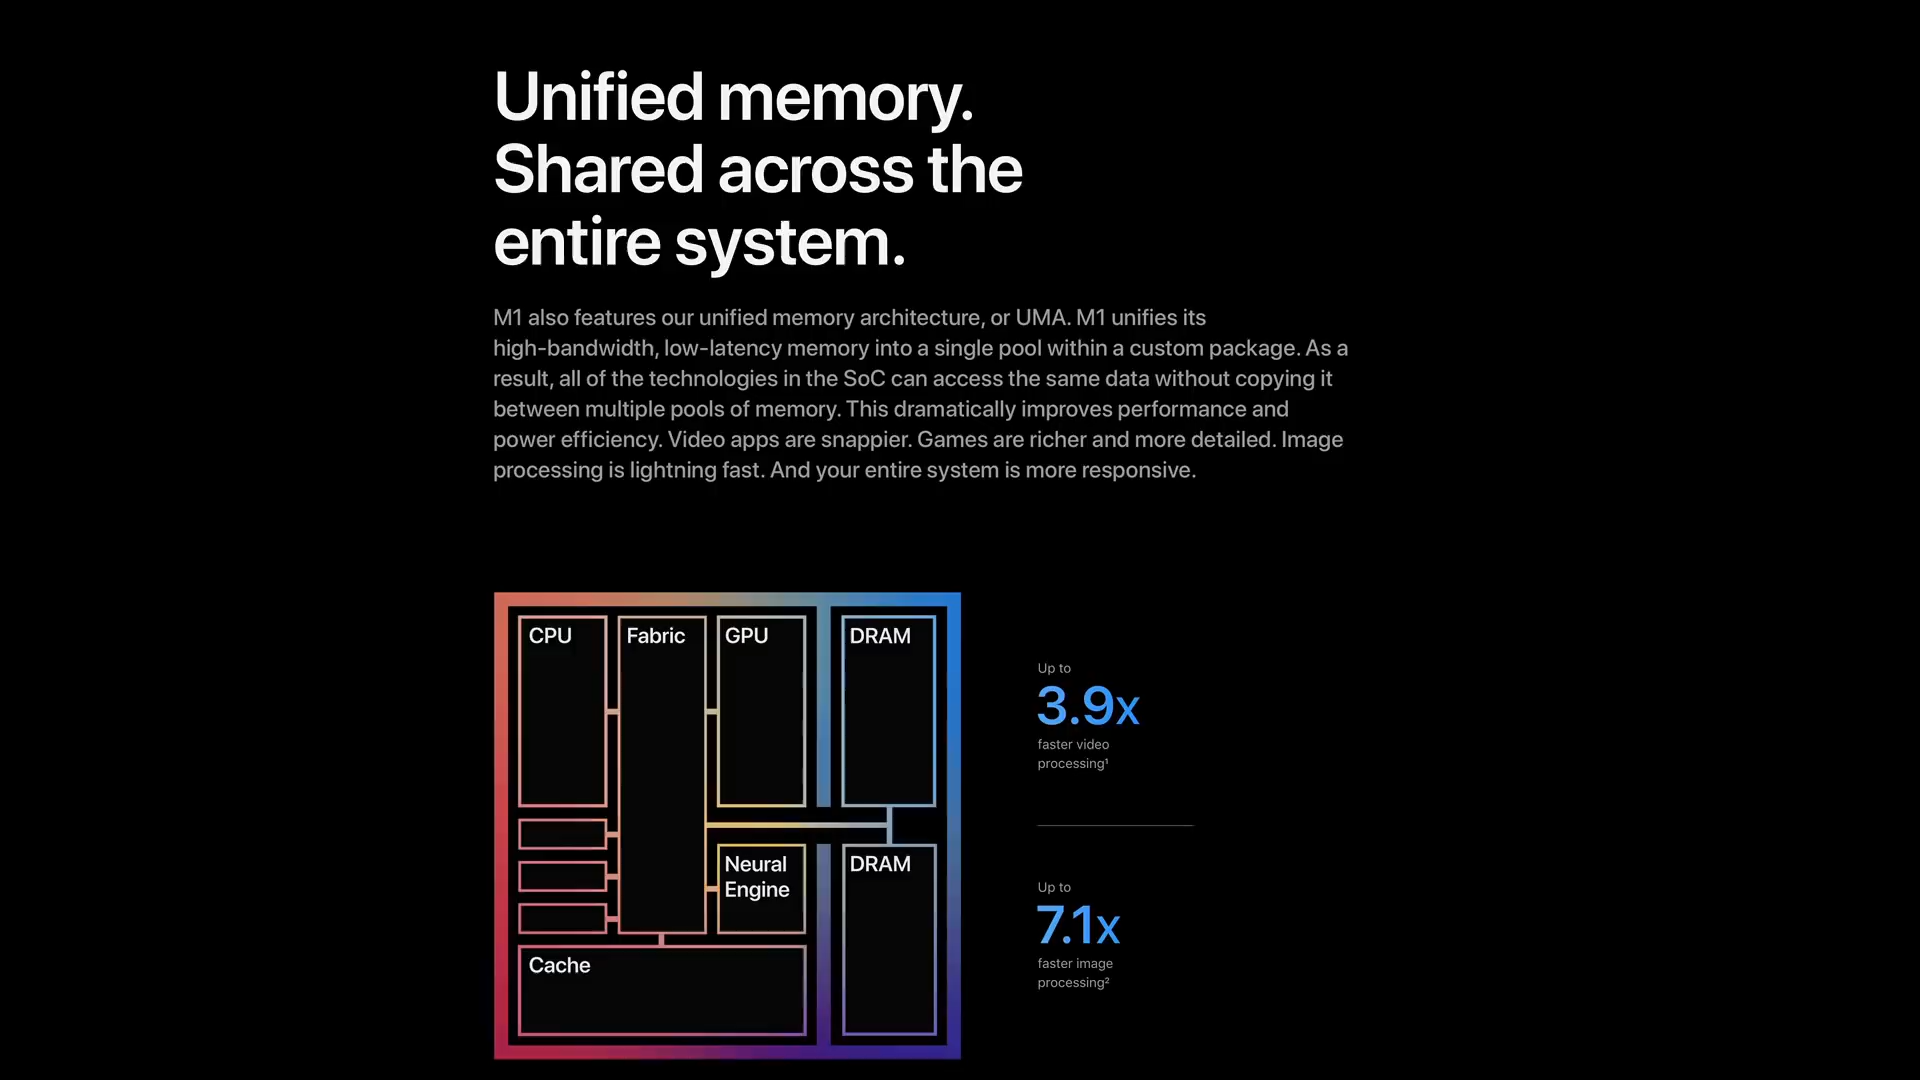 Unified memory.
Shared across the
entire system.
M1 also features our unified memory architecture, or UMA. M1 unifies its
high-bandwidth, low-latency memory into a single pool within a custom package. As a
result, all of the technologies in the SoC can access the same data without copying it
between multiple pools of memory. This dramatically improves performance and
power efficiency. Video apps are snappier. Games are richer and more detailed. Image
processing is lightning fast. And your entire system is more responsive.
CPU
Fabric
GPU
DRAM
Neural
Engine
DRAM
Cache
Up to
3.9x
faster video
processing¹
Up to
7.1x
faster image
processing²